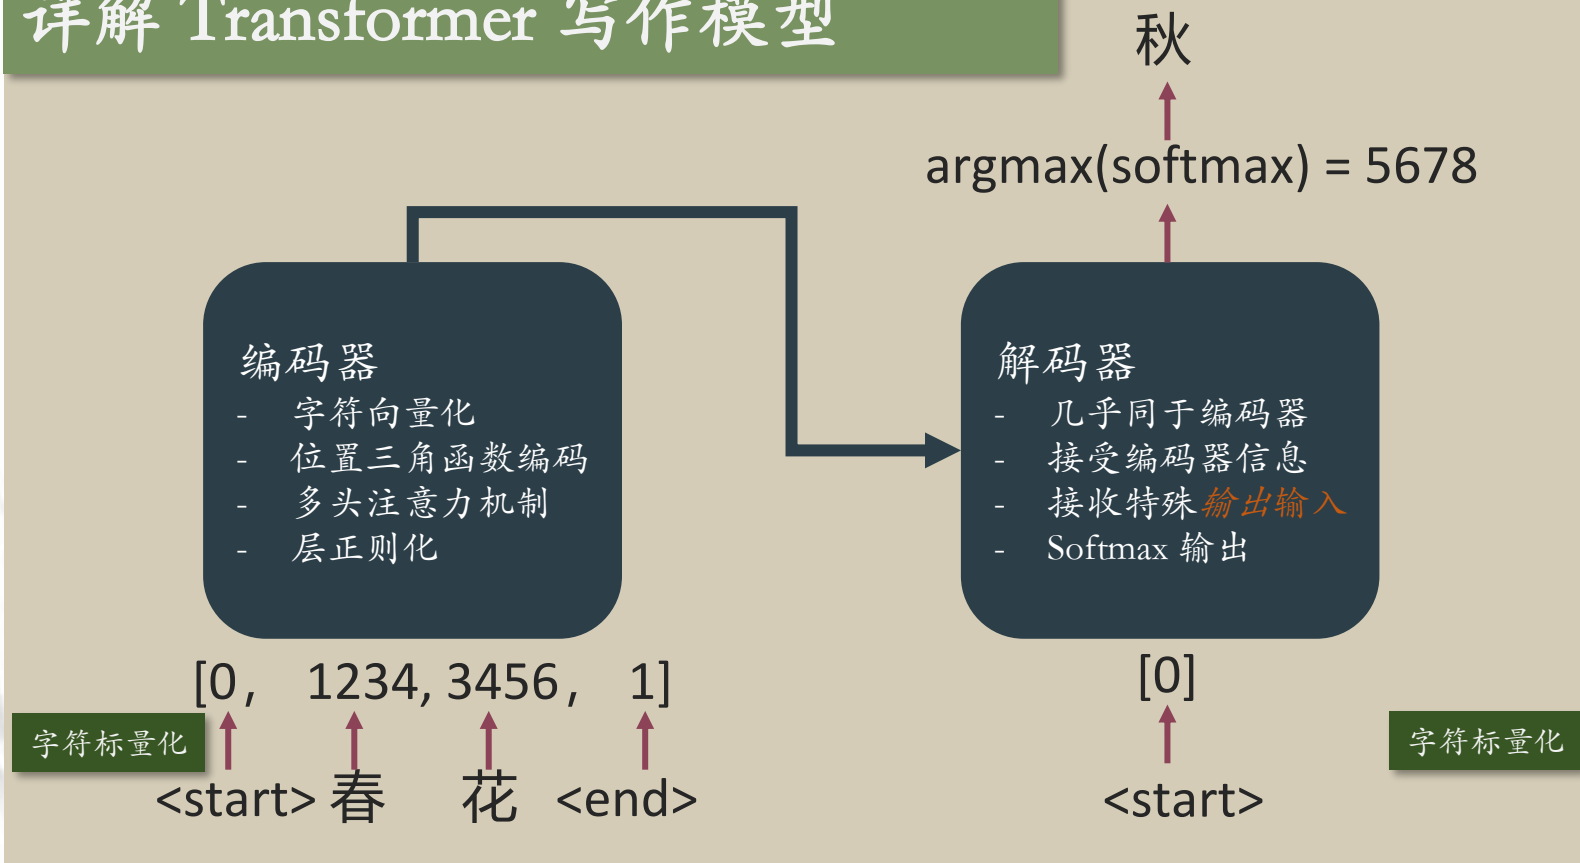 详解 Transformer 写作模型
秋
argmax(softmax) = 5678
编码器
- 字符向量化
- 位置三角函数编码
- 多头注意力机制
- 层正则化
解码器
- 几乎同于编码器
- 接受编码器信息
- 接收特殊输出输入
- Softmax 输出
[0, 1234, 3456, 1]
[0]
字符标量化
字符标量化
<start> 春 花 <end>
<start>